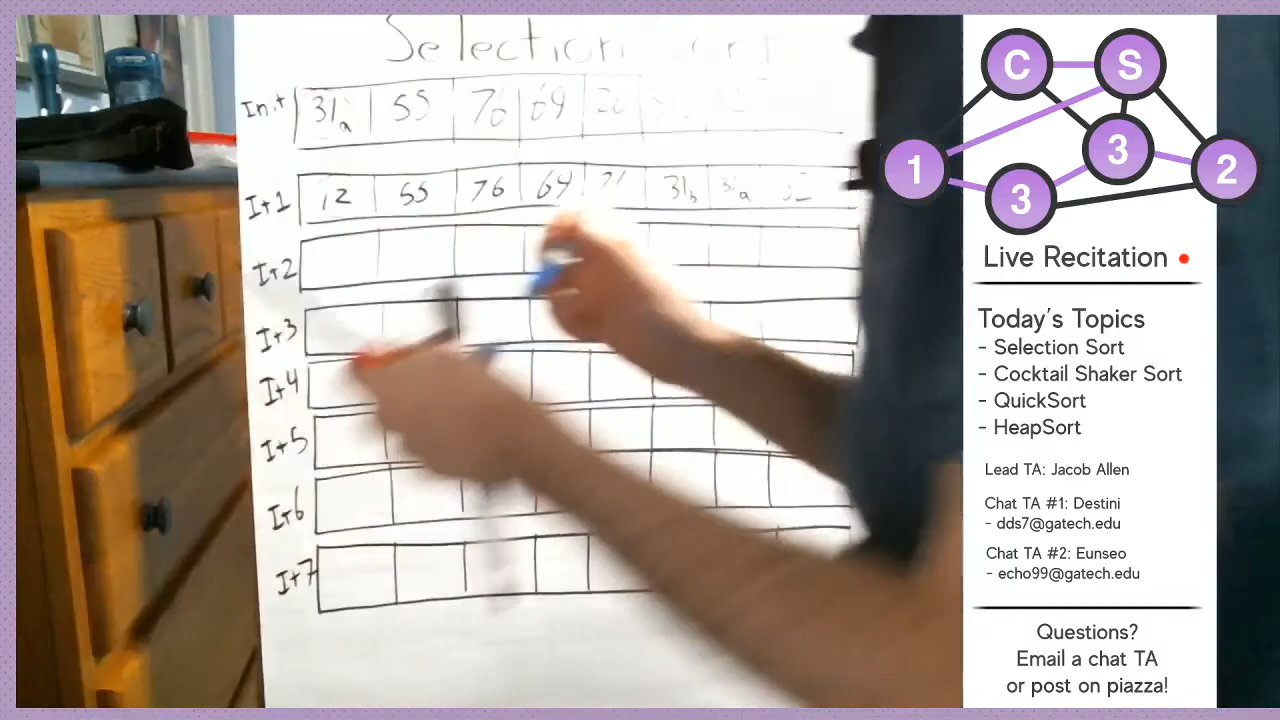 Selection
Init 31a 55 76 69
It1 12 55 76 69 31b 31a
It2
It3
It4
It5
It6
It7
C S
1 3 2
3
Live Recitation
Today's Topics
- Selection Sort
- Cocktail Shaker Sort
- QuickSort
- HeapSort
Lead TA: Jacob Allen
Chat TA #1: Destini
- dds7@gatech.edu
Chat TA #2: Eunseo
- echo99@gatech.edu
Questions?
Email a chat TA
or post on piazza!